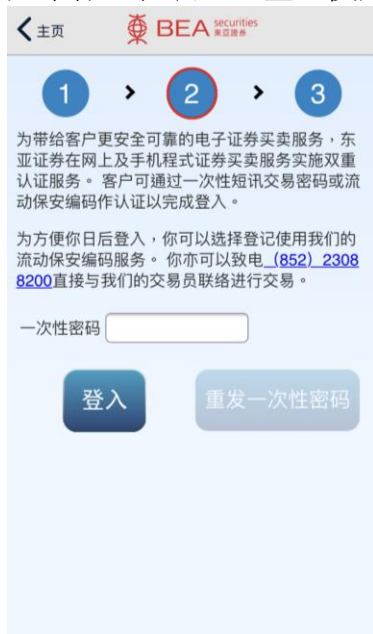 主页
BEA securities
東亞證券
1 > 2 > 3
为带给客户更安全可靠的电子证券买卖服务，东
亚证券在网上及手机程式证券买卖服务实施双重
认证服务。 客户可通过一次性短讯交易密码或流
动保安编码作认证以完成登入。
为方便你日后登入，你可以选择登记使用我们的
流动保安编码服务。 你亦可以致电 (852) 2308
8200直接与我们的交易员联络进行交易。
一次性密码
登入
重发一次性密码